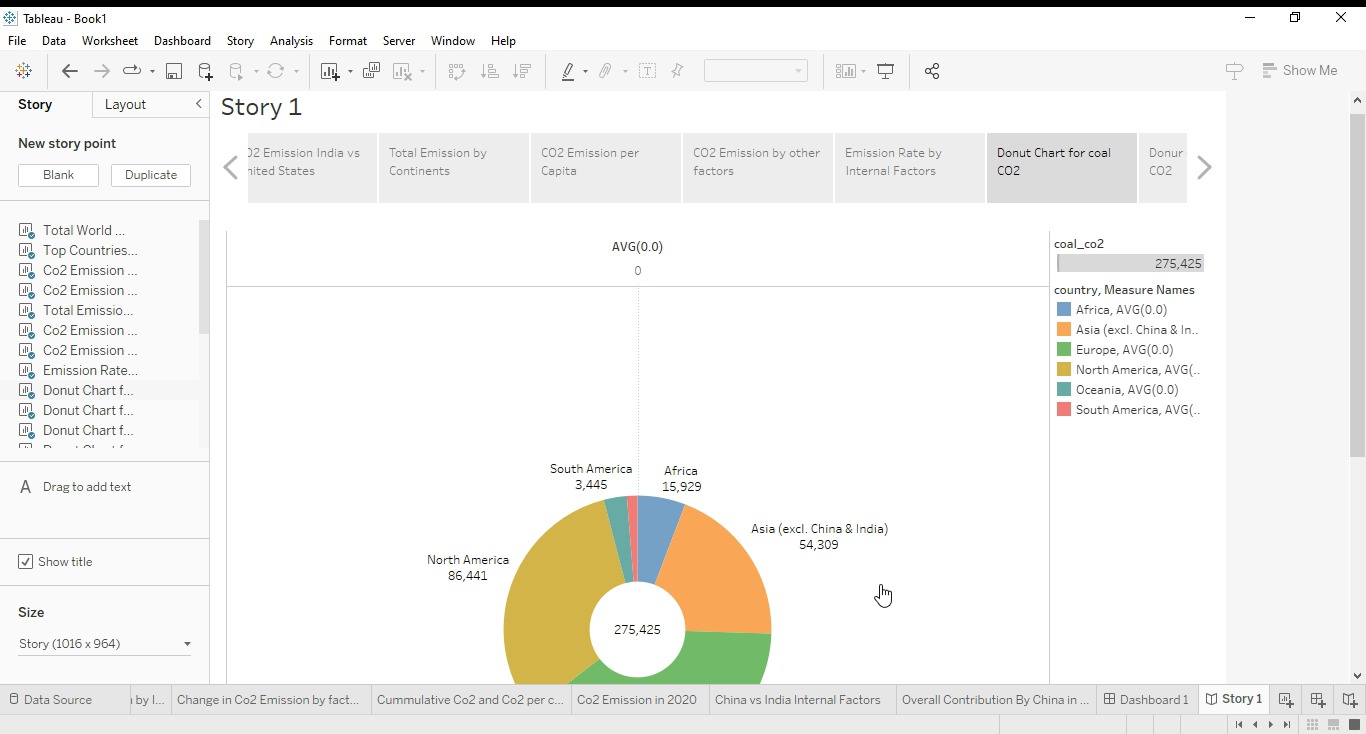 Tableau - Book1
File Data Worksheet Dashboard Story Analysis Format Server Window Help
Show Me
Story Layout
New story point
Blank Duplicate
Total World ...
Top Countries...
Co2 Emission ...
Co2 Emission ...
Total Emissio...
Co2 Emission ...
Co2 Emission ...
Emission Rate...
Donut Chart f...
Donut Chart f...
Donut Chart f...
A Drag to add text
Show title
Size
Story (1016 x 964)
Story 1
O2 Emission India vs
nited States
Total Emission by
Continents
CO2 Emission per
Capita
CO2 Emission by other
factors
Emission Rate by
Internal Factors
Donut Chart for coal
CO2
Donur
CO2
AVG(0.0)
0
South America
3,445
Africa
15,929
Asia (excl. China & India)
54,309
North America
86,441
275,425
coal_co2
275,425
country, Measure Names
Africa, AVG(0.0)
Asia (excl. China & In..
Europe, AVG(0.0)
North America, AVG(..
Oceania, AVG(0.0)
South America, AVG(..
Data Source
by I...
Change in Co2 Emission by fact...
Cummulative Co2 and Co2 per c...
Co2 Emission in 2020
China vs India Internal Factors
Overall Contribution By China in ...
Dashboard 1
Story 1